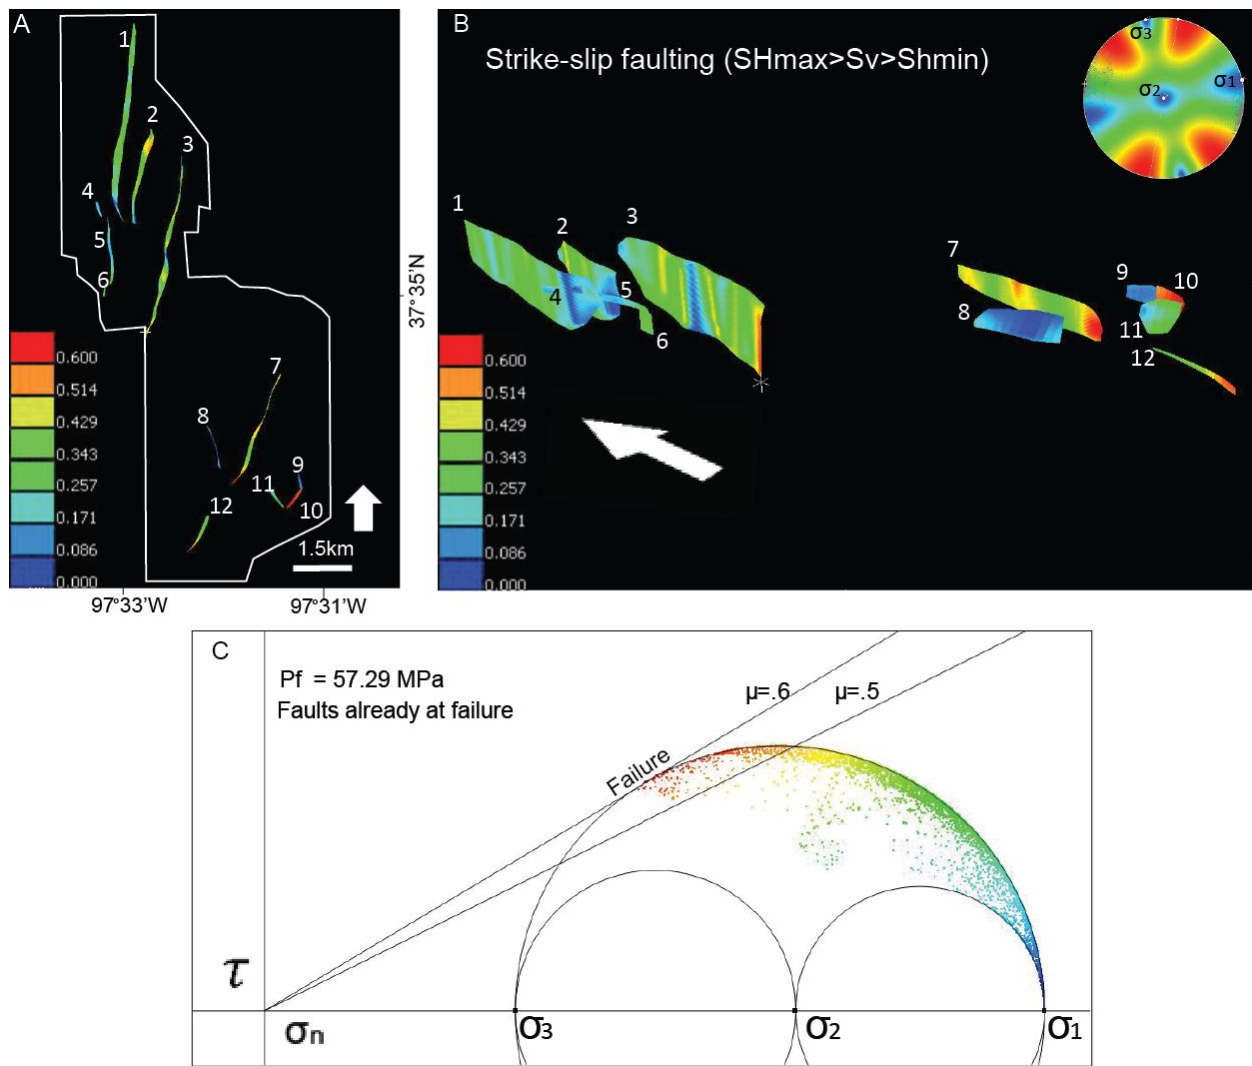 A
1
2
3
4
5
6
7
8
9
10
11
12
0.600
0.514
0.429
0.343
0.257
0.171
0.086
0.000
1.5km
37°35'N
97°33'W
97°31'W
B
Strike-slip faulting (SHmax>Sv>Shmin)
σ3
σ2
σ1
1
2
3
4
5
6
7
8
9
10
11
12
0.600
0.514
0.429
0.343
0.257
0.171
0.086
0.000
C
Pf = 57.29 MPa
Faults already at failure
μ=.6
μ=.5
Failure
τ
σn
σ3
σ2
σ1